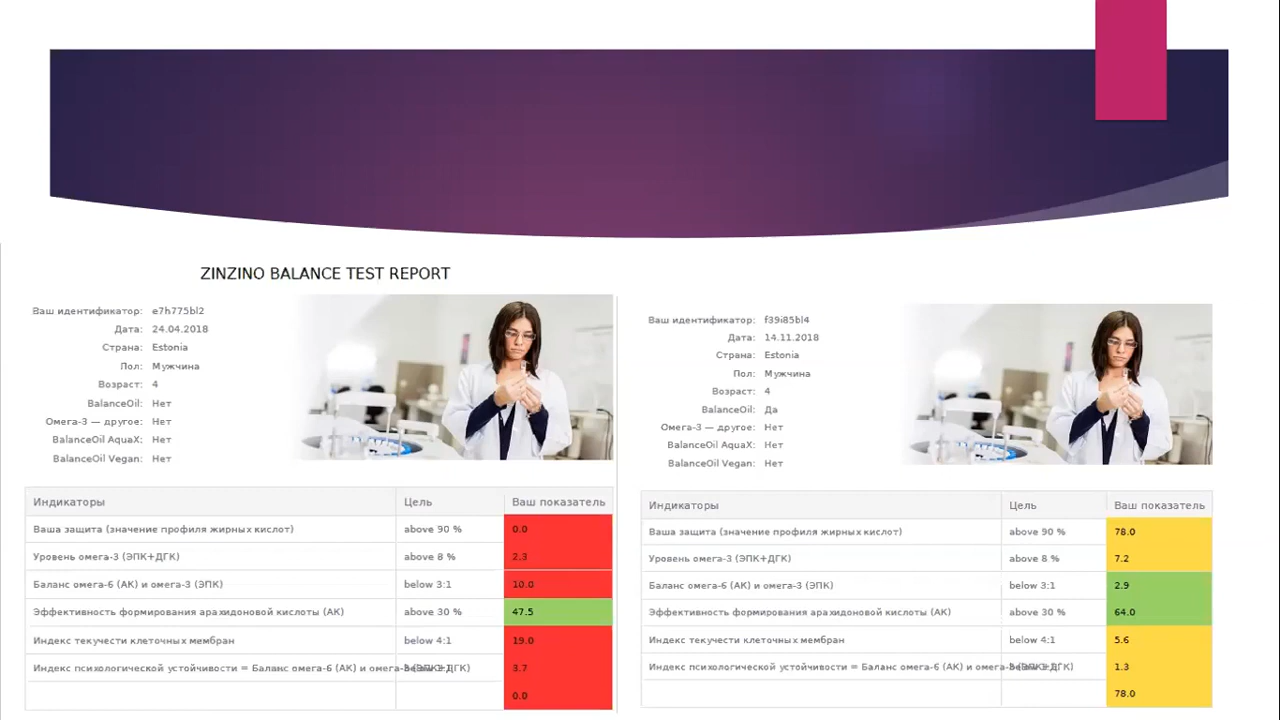 ZINZINO BALANCE TEST REPORT
Ваш идентификатор: e7h775bl2
Дата: 24.04.2018
Страна: Estonia
Пол: Мужчина
Возраст: 4
BalanceOil: Нет
Омега-3 — другое: Нет
BalanceOil AquaX: Нет
BalanceOil Vegan: Нет
Индикаторы Цель Ваш показатель
Ваша защита (значение профиля жирных кислот) above 90 % 0.0
Уровень омега-3 (ЭПК+ДГК) above 8 % 2.3
Баланс омега-6 (АК) и омега-3 (ЭПК) below 3:1 10.0
Эффективность формирования арахидоновой кислоты (АК) above 30 % 47.5
Индекс текучести клеточных мембран below 4:1 19.0
Индекс психологической устойчивости = Баланс омега-6 (АК) и омега-3 (ЭПК+ДГК) 3.7
0.0
Ваш идентификатор: f39i85bl4
Дата: 14.11.2018
Страна: Estonia
Пол: Мужчина
Возраст: 4
BalanceOil: Да
Омега-3 — другое: Нет
BalanceOil AquaX: Нет
BalanceOil Vegan: Нет
Индикаторы Цель Ваш показатель
Ваша защита (значение профиля жирных кислот) above 90 % 78.0
Уровень омега-3 (ЭПК+ДГК) above 8 % 7.2
Баланс омега-6 (АК) и омега-3 (ЭПК) below 3:1 2.9
Эффективность формирования арахидоновой кислоты (АК) above 30 % 64.0
Индекс текучести клеточных мембран below 4:1 5.6
Индекс психологической устойчивости = Баланс омега-6 (АК) и омега-3 (ЭПК+ДГК) 1.3
78.0